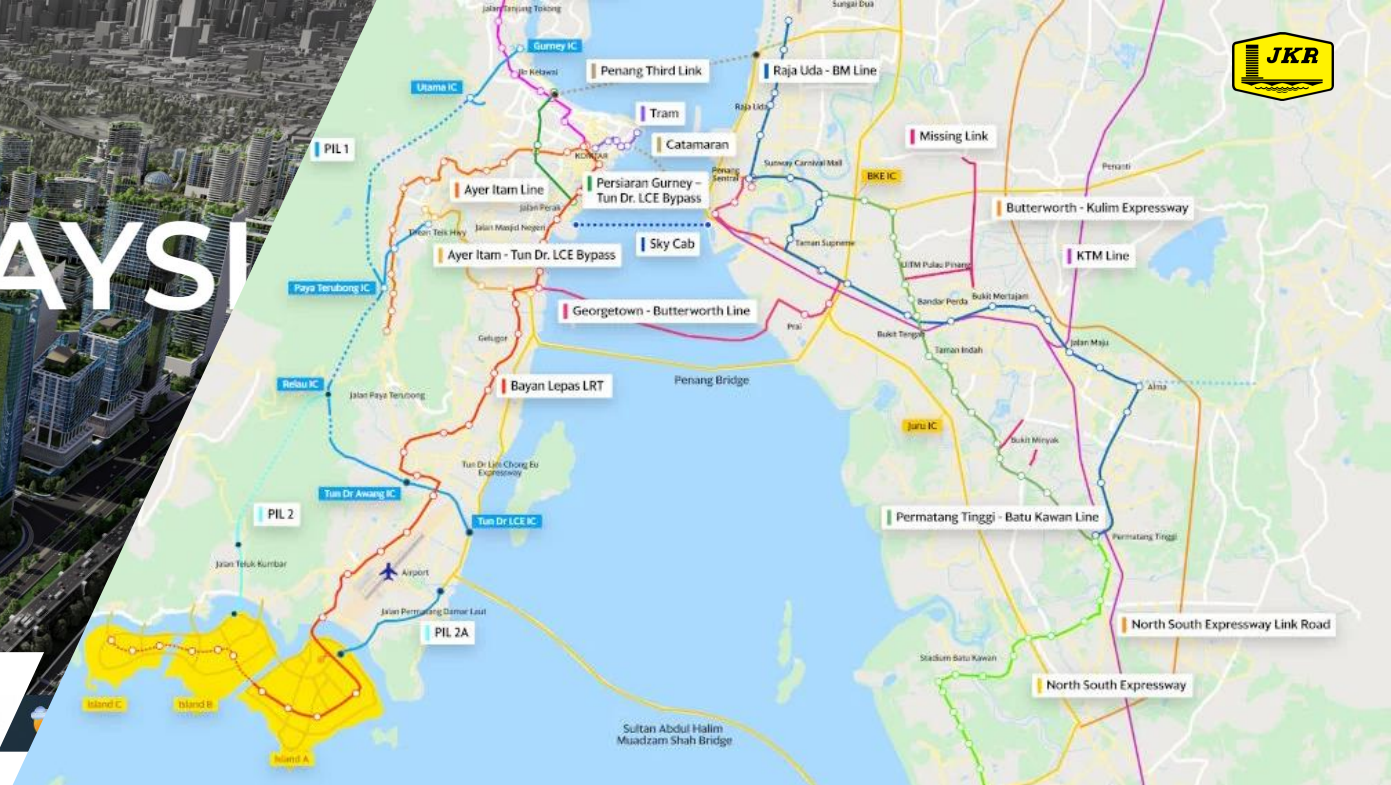 Jalan Tanjung Tokong
Sungai Dua
Gurney IC
Penang Third Link
Raja Uda - BM Line
JKR
Jln Kelawai
Utama IC
Raja Uda
Tram
Missing Link
PIL 1
Catamaran
KOMTAR
Sunway Carnival Mall
Penanti
Penang
Sentral
BKE IC
AYSI
Ayer Itam Line
Persiaran Gurney –
Tun Dr. LCE Bypass
Jalan Perak
Butterworth - Kulim Expressway
Thean Teik Hwy
Jalan Masjid Negeri
Sky Cab
Taman Supreme
Ayer Itam - Tun Dr. LCE Bypass
KTM Line
UITM Pulau Pinang
Paya Terubong IC
Georgetown - Butterworth Line
Bandar Perda
Bukit Mertajam
Prai
Bukit Tengah
Gelugor
Jalan Maju
Taman Indah
Penang Bridge
Relau IC
Bayan Lepas LRT
Alma
Jalan Paya Terubong
Juru IC
Bukit Minyak
Tun Dr Lim Chong Eu
Expressway
Tun Dr Awang IC
PIL 2
Tun Dr LCE IC
Permatang Tinggi - Batu Kawan Line
Permatang Tinggi
Jalan Teluk Kumbar
Airport
Jalan Permatang Damar Laut
PIL 2A
North South Expressway Link Road
Stadium Batu Kawan
North South Expressway
Island C
Island B
Sultan Abdul Halim
Muadzam Shah Bridge
Island A